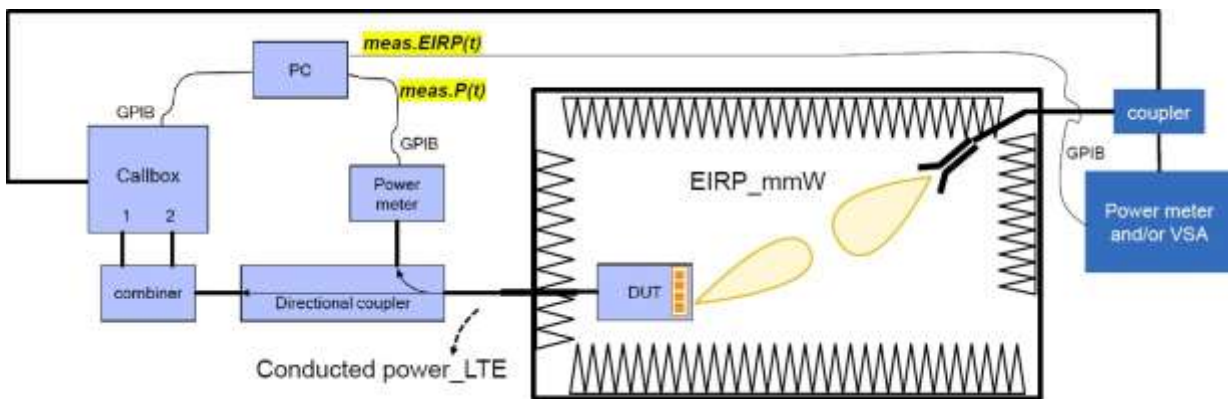 meas.EIRP(t)
PC
meas.P(t)
GPIB
coupler
GPIB
GPIB
Callbox
Power
meter
EIRP_mmW
1 2
Power meter
and/or VSA
combiner
Directional coupler
DUT
Conducted power_LTE